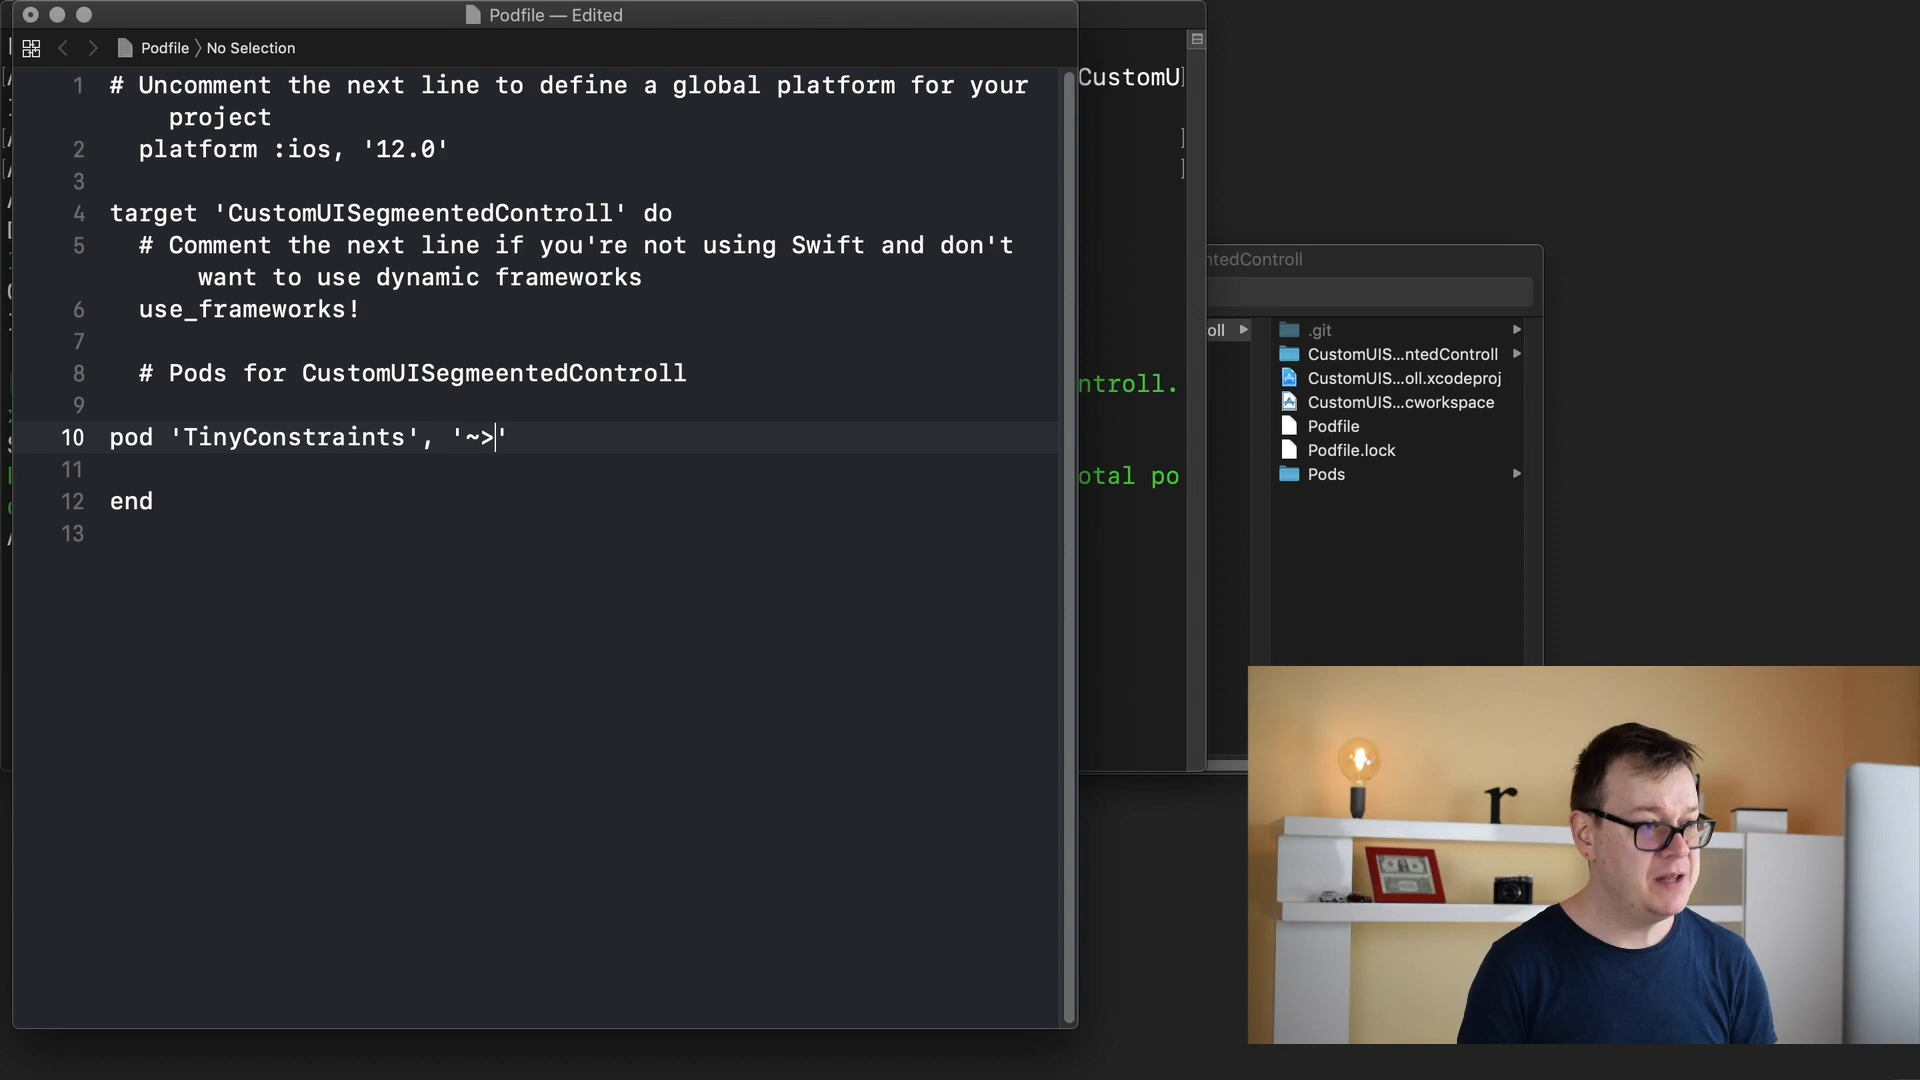 Podfile — Edited
Podfile 〉No Selection
1 # Uncomment the next line to define a global platform for your
project
2 platform :ios, '12.0'
3
4 target 'CustomUISegmeentedControll' do
5 # Comment the next line if you're not using Swift and don't
want to use dynamic frameworks
6 use_frameworks!
7
8 # Pods for CustomUISegmeentedControll
9
10 pod 'TinyConstraints', '~>'
11
12 end
13
CustomU
]
]
ntroll.
otal po
ntedControll
oll
.git
CustomUIS...ntedControll
CustomUIS...oll.xcodeproj
CustomUIS...cworkspace
Podfile
Podfile.lock
Pods
r